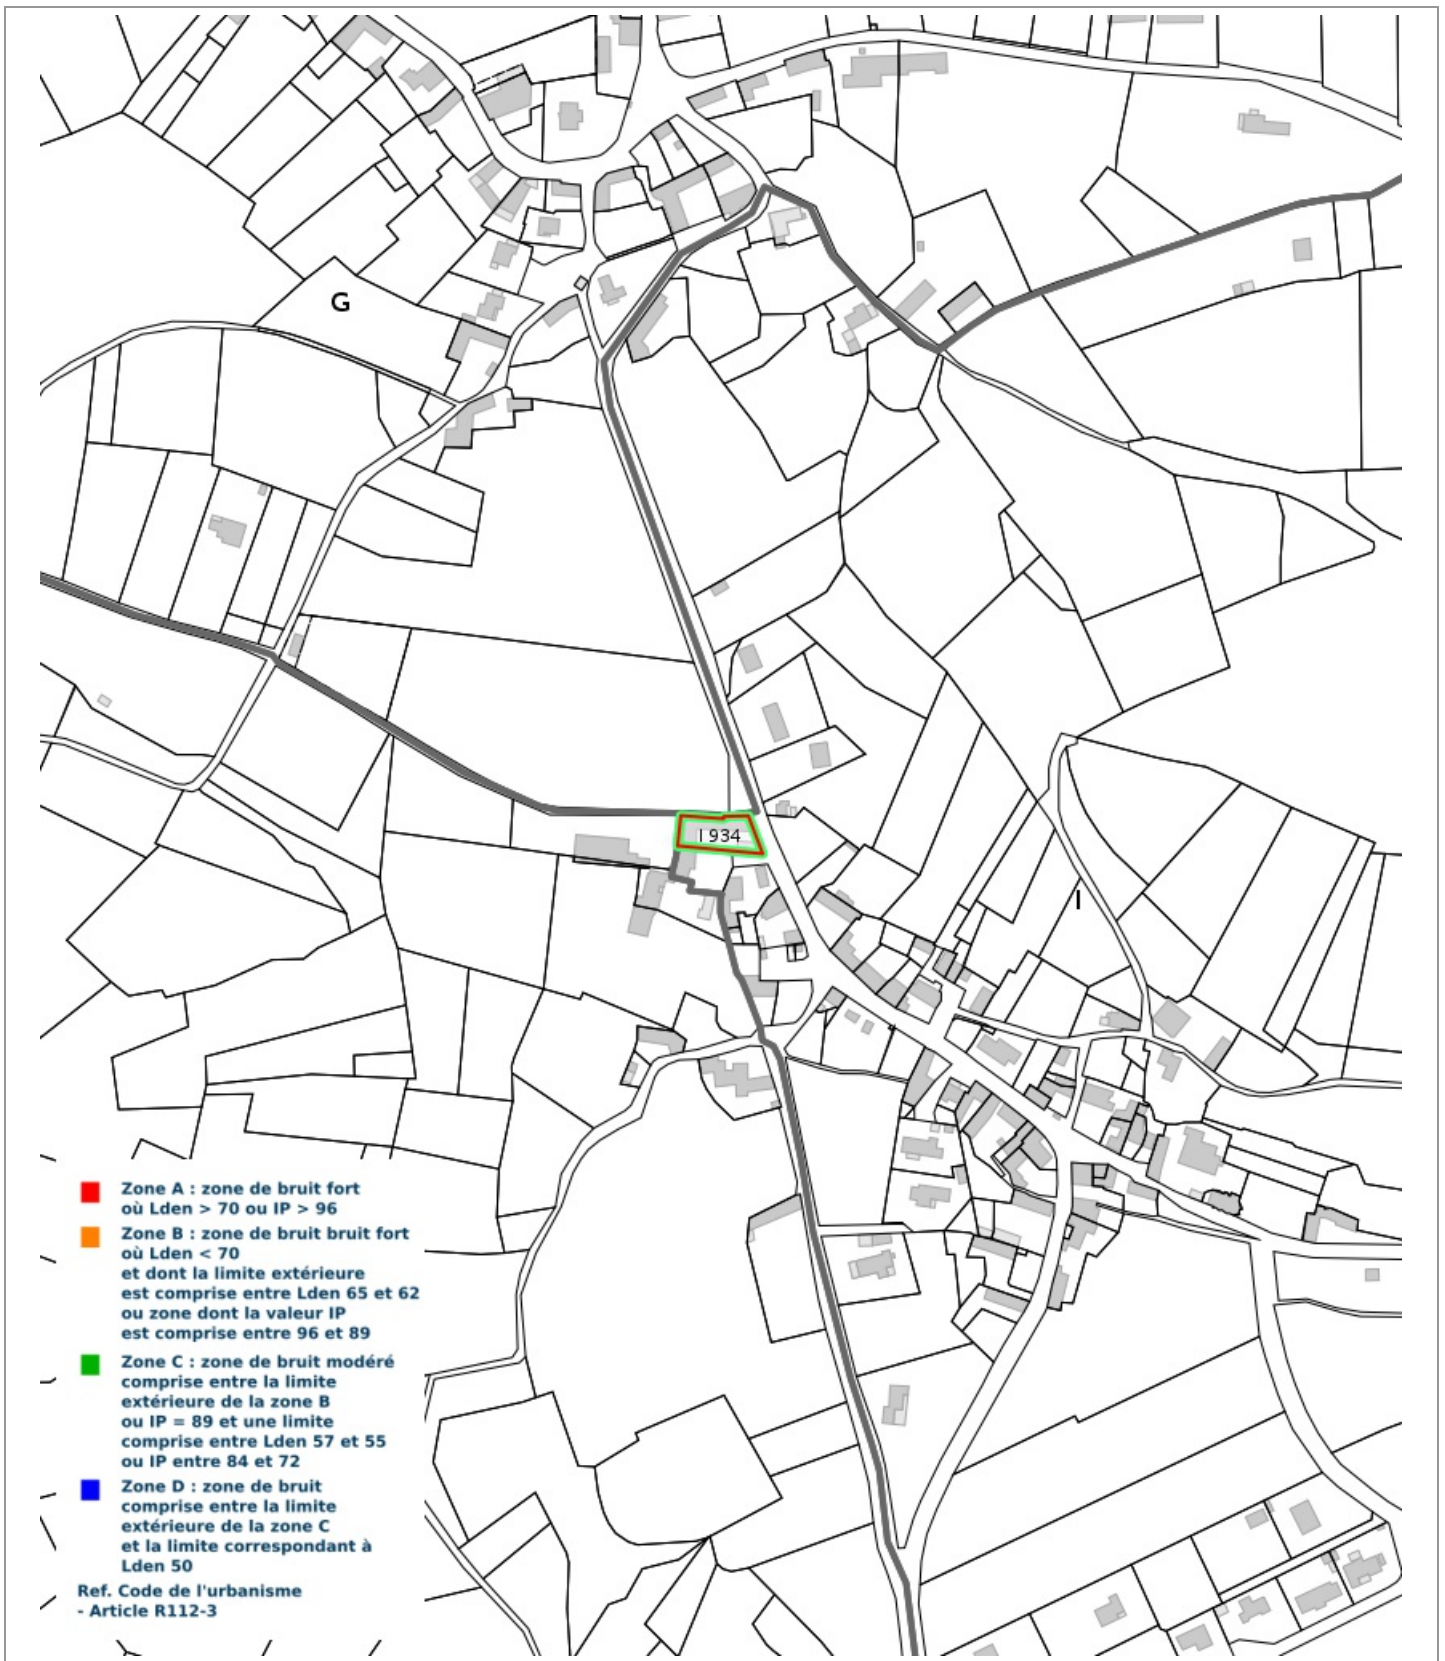 G
I 934
I
Zone A : zone de bruit fort
où Lden > 70 ou IP > 96
Zone B : zone de bruit bruit fort
où Lden < 70
et dont la limite extérieure
est comprise entre Lden 65 et 62
ou zone dont la valeur IP
est comprise entre 96 et 89
Zone C : zone de bruit modéré
comprise entre la limite
extérieure de la zone B
ou IP = 89 et une limite
comprise entre Lden 57 et 55
ou IP entre 84 et 72
Zone D : zone de bruit
comprise entre la limite
extérieure de la zone C
et la limite correspondant à
Lden 50
Ref. Code de l'urbanisme
- Article R112-3